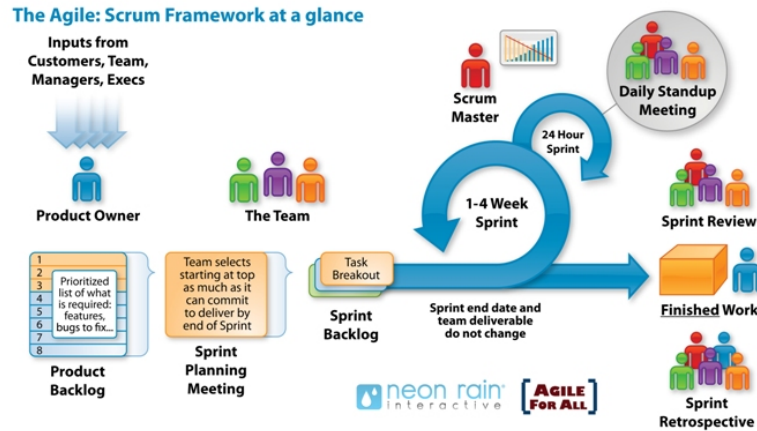 The Agile: Scrum Framework at a glance
Inputs from
Customers, Team,
Managers, Execs
Product Owner
The Team
Scrum
Master
Daily Standup
Meeting
24 Hour
Sprint
1-4 Week
Sprint
Sprint Review
1
2
3
4
5
6
7
8
Prioritized
list of what
is required:
features,
bugs to fix...
Product
Backlog
Team selects
starting at top
as much as it
can commit
to deliver by
end of Sprint
Sprint
Planning
Meeting
Task
Breakout
Sprint
Backlog
Sprint end date and
team deliverable
do not change
Finished Work
Sprint
Retrospective
neon rain
interactive
AGILE
FOR ALL